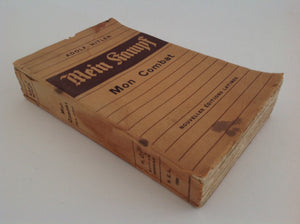 ADOLF HITLER
Mein Kampf
Mon Combat
NOUVELLES ÉDITIONS LATINES